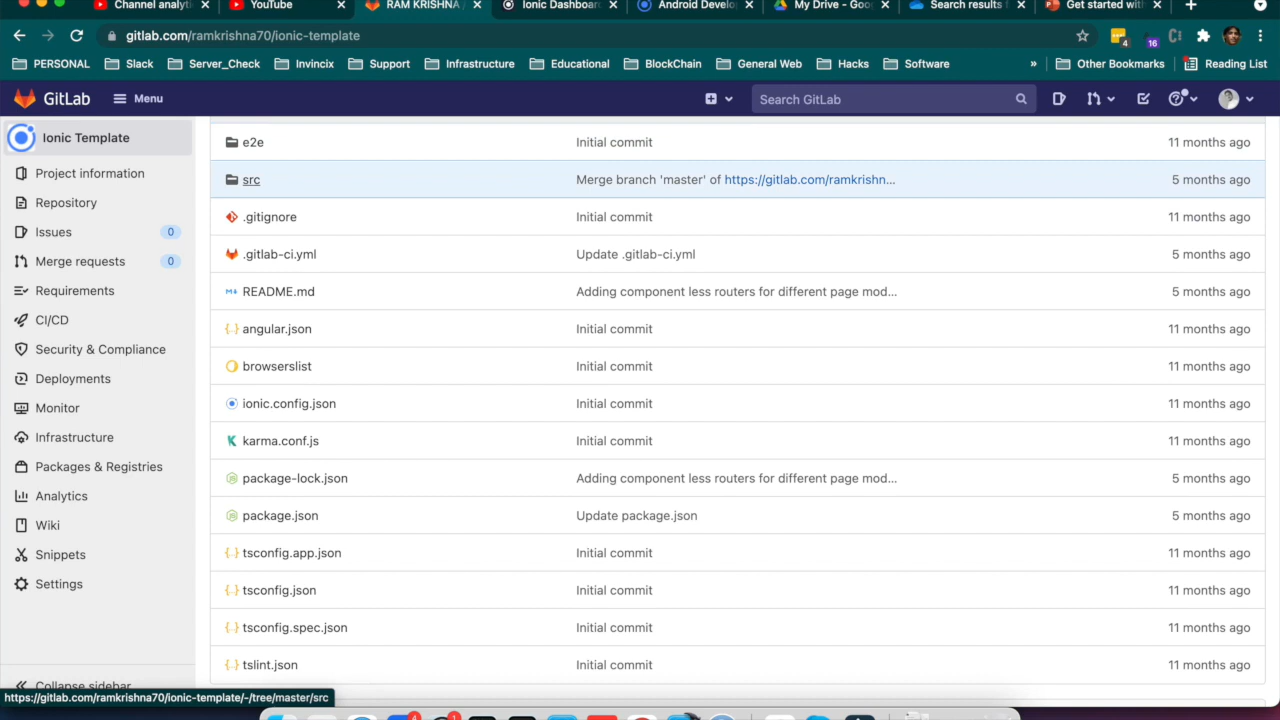 Channel analyti
YouTube
RAM KRISHNA /
Ionic Dashboar
Android Develo
My Drive - Goo
Search results f
Get started with
gitlab.com/ramkrishna70/ionic-template
4
16
PERSONAL
Slack
Server_Check
Invincix
Support
Infrastructure
Educational
BlockChain
General Web
Hacks
Software
»
Other Bookmarks
Reading List
GitLab
Menu
Search GitLab
Ionic Template
Project information
Repository
Issues
0
Merge requests
0
Requirements
CI/CD
Security & Compliance
Deployments
Monitor
Infrastructure
Packages & Registries
Analytics
Wiki
Snippets
Settings
Collapse sidebar
e2e Initial commit 11 months ago
src Merge branch 'master' of https://gitlab.com/ramkrishn... 5 months ago
.gitignore Initial commit 11 months ago
.gitlab-ci.yml Update .gitlab-ci.yml 5 months ago
README.md Adding component less routers for different page mod... 5 months ago
angular.json Initial commit 11 months ago
browserslist Initial commit 11 months ago
ionic.config.json Initial commit 11 months ago
karma.conf.js Initial commit 11 months ago
package-lock.json Adding component less routers for different page mod... 5 months ago
package.json Update package.json 5 months ago
tsconfig.app.json Initial commit 11 months ago
tsconfig.json Initial commit 11 months ago
tsconfig.spec.json Initial commit 11 months ago
tslint.json Initial commit 11 months ago
https://gitlab.com/ramkrishna70/ionic-template/-/tree/master/src
4
1